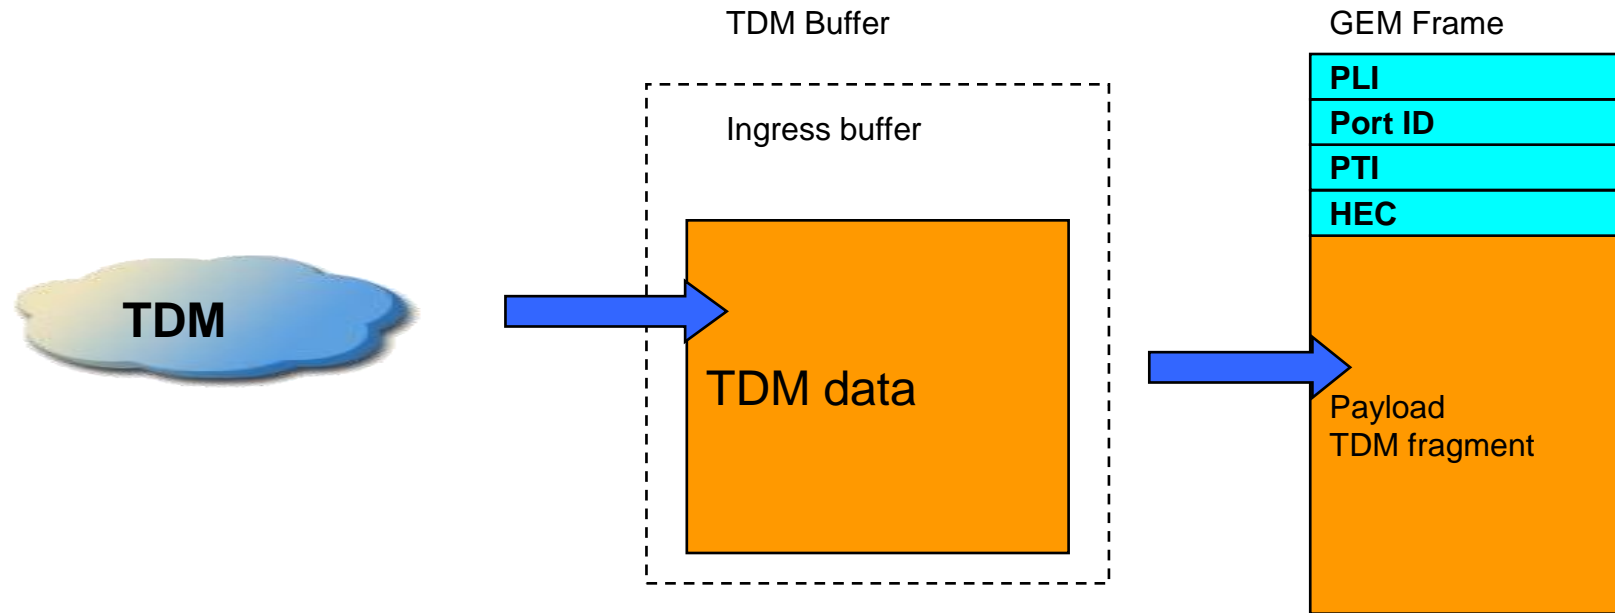 TDM Buffer
GEM Frame
PLI
Port ID
PTI
HEC
Ingress buffer
TDM
TDM data
Payload
TDM fragment